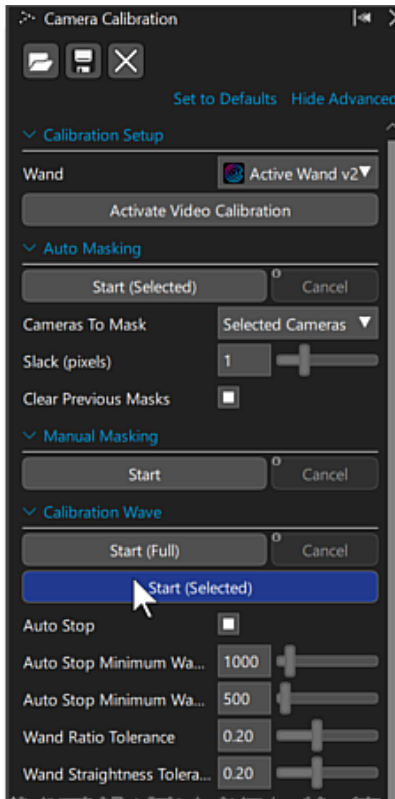 Camera Calibration
Set to Defaults Hide Advanced
Calibration Setup
Wand Active Wand v2
Activate Video Calibration
Auto Masking
Start (Selected) Cancel
Cameras To Mask Selected Cameras
Slack (pixels) 1
Clear Previous Masks
Manual Masking
Start Cancel
Calibration Wave
Start (Full) Cancel
Start (Selected)
Auto Stop
Auto Stop Minimum Wa... 1000
Auto Stop Minimum Wa... 500
Wand Ratio Tolerance 0.20
Wand Straightness Tolera... 0.20